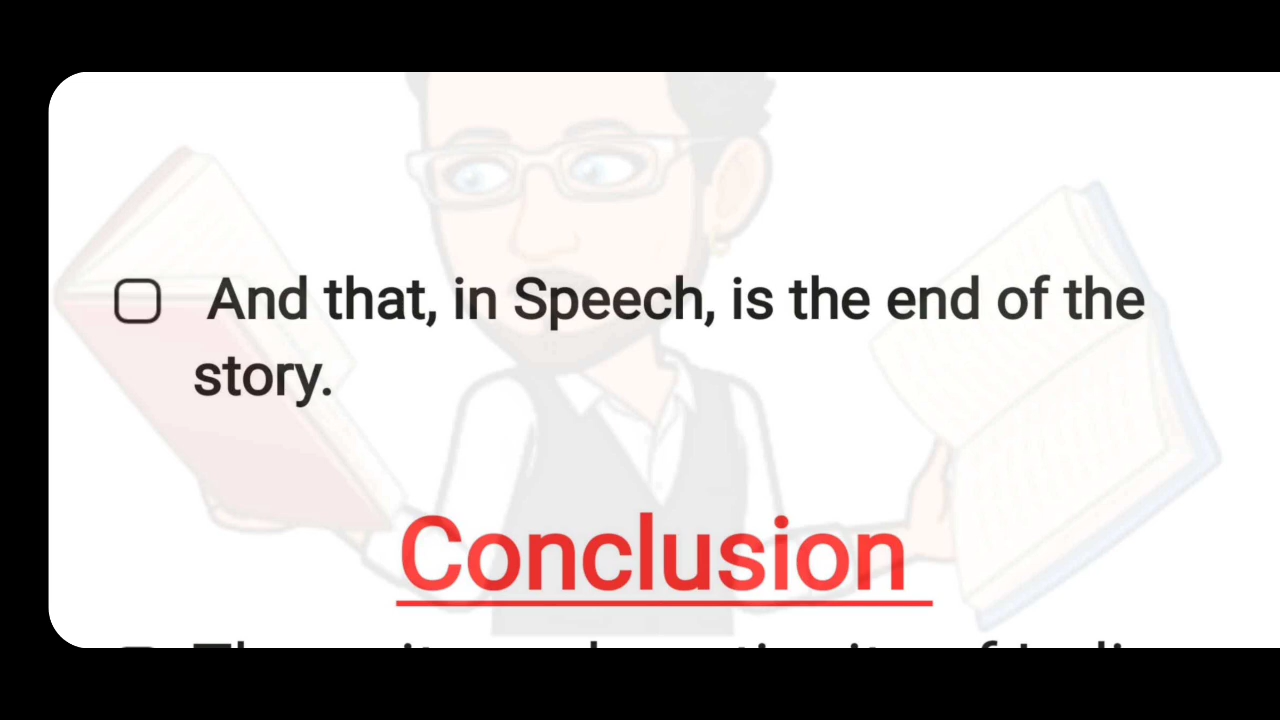 And that, in Speech, is the end of the
story.
Conclusion